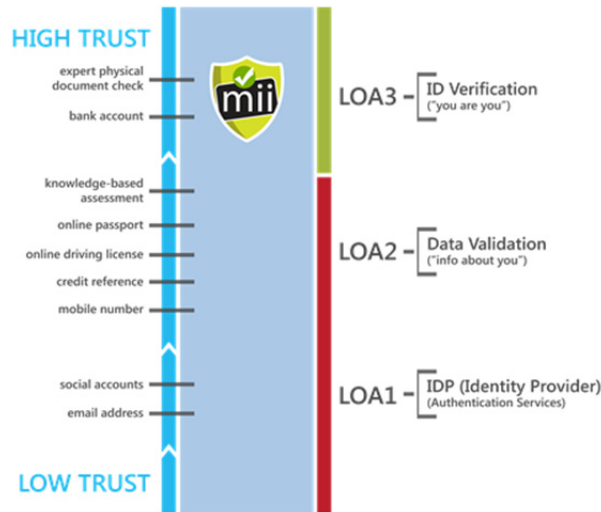 HIGH TRUST
expert physical
document check
bank account
knowledge-based
assessment
online passport
online driving license
credit reference
mobile number
social accounts
email address
LOW TRUST
mii
LOA3
ID Verification
("you are you")
LOA2
Data Validation
("info about you")
LOA1
IDP (Identity Provider)
(Authentication Services)